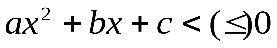 ax² + bx + c < (≤)0